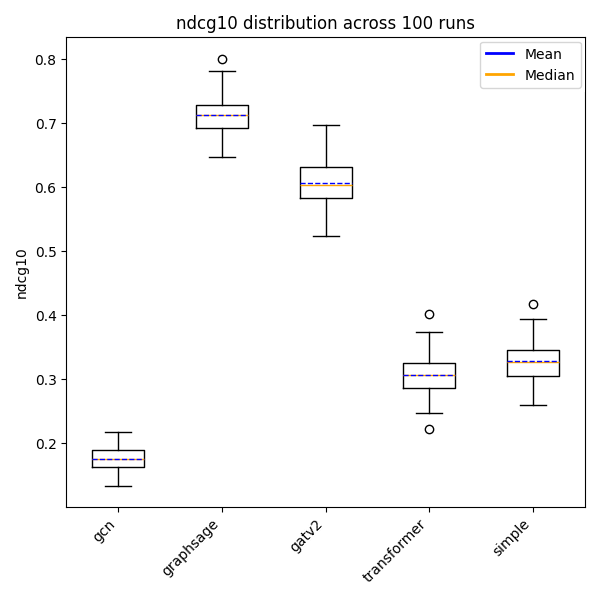 ndcg10 distribution across 100 runs
Mean
Median
ndcg10
0.8
0.7
0.6
0.5
0.4
0.3
0.2
gcn
graphsage
gatv2
transformer
simple